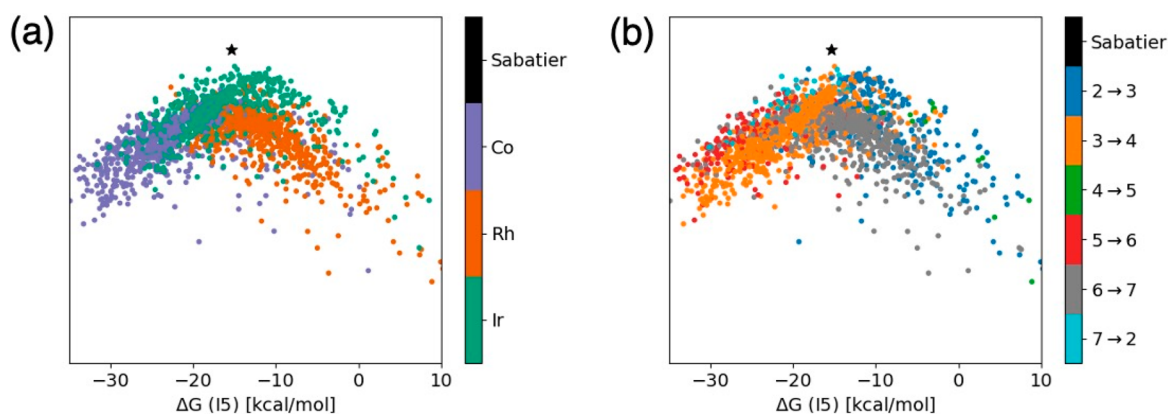 (a)
Sabatier
Co
Rh
Ir
−30 −20 −10 0 10
ΔG (I5) [kcal/mol]
(b)
Sabatier
2→3
3→4
4→5
5→6
6→7
7→2
−30 −20 −10 0 10
ΔG (I5) [kcal/mol]